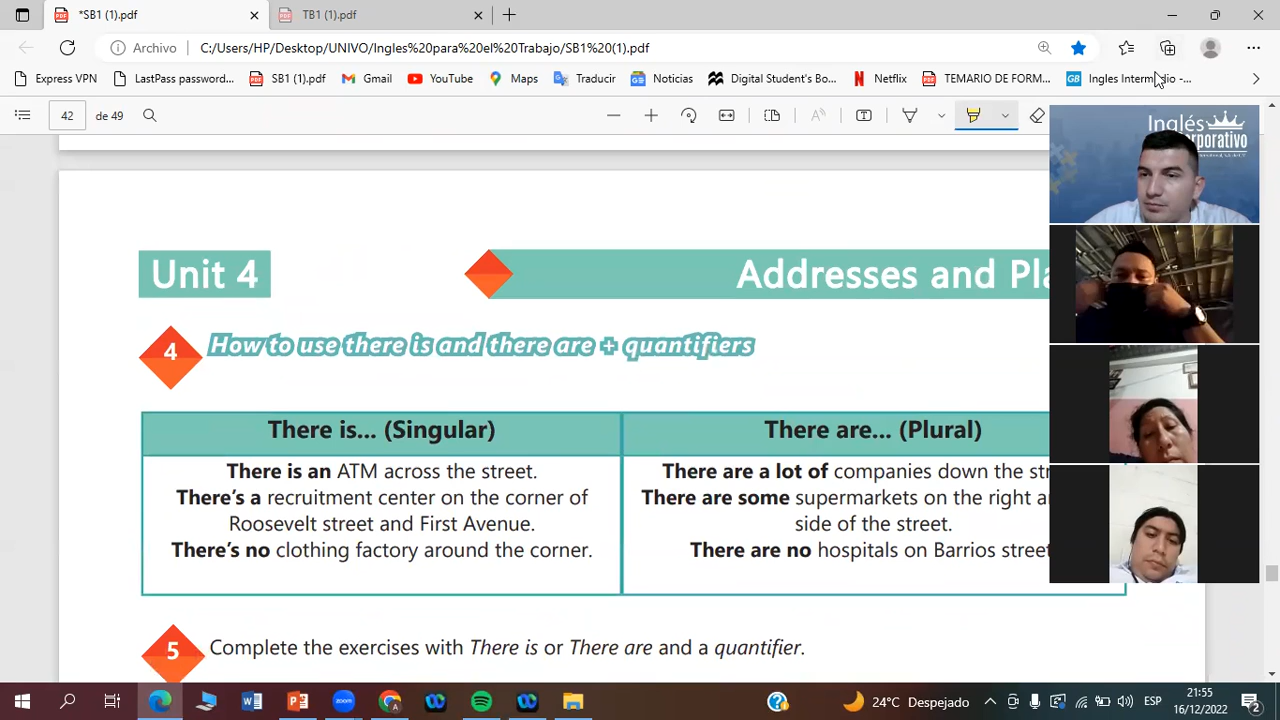 *SB1 (1).pdf
TB1 (1).pdf
Archivo
C:/Users/HP/Desktop/UNIVO/Ingles%20para%20el%20Trabajo/SB1%20(1).pdf
Express VPN
LastPass password...
SB1 (1).pdf
Gmail
YouTube
Maps
Traducir
Noticias
Digital Student's Bo...
Netflix
TEMARIO DE FORM...
GB
Ingles Intermedio -...
42
de 49
Inglés
orporativo
Unit 4
Addresses and Pla
4
How to use there is and there are + quantifiers
There is... (Singular)
There are... (Plural)
There is an ATM across the street.
There's a recruitment center on the corner of
Roosevelt street and First Avenue.
There's no clothing factory around the corner.
There are a lot of companies down the str
There are some supermarkets on the right a
side of the street.
There are no hospitals on Barrios street
5
Complete the exercises with There is or There are and a quantifier.
zoom
24°C Despejado
ESP
21:55
16/12/2022
2